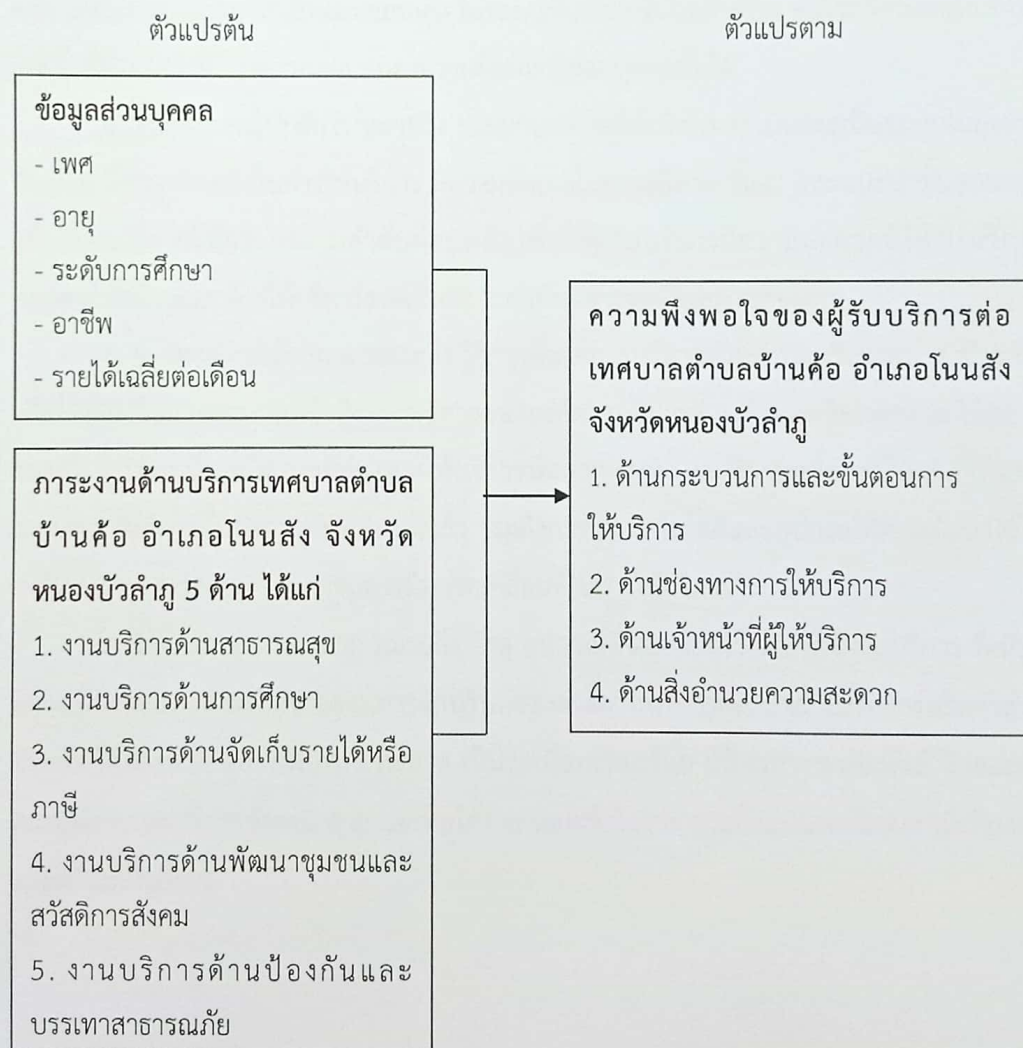 ตัวแปรต้น
ตัวแปรตาม
ข้อมูลส่วนบุคคล
- เพศ
- อายุ
- ระดับการศึกษา
- อาชีพ
- รายได้เฉลี่ยต่อเดือน
ภาระงานด้านบริการเทศบาลตำบล
บ้านค้อ อำเภอโนนสัง จังหวัด
หนองบัวลำภู 5 ด้าน ได้แก่
1. งานบริการด้านสาธารณสุข
2. งานบริการด้านการศึกษา
3. งานบริการด้านจัดเก็บรายได้หรือ
ภาษี
4. งานบริการด้านพัฒนาชุมชนและ
สวัสดิการสังคม
5. งานบริการด้านป้องกันและ
บรรเทาสาธารณภัย
ความพึงพอใจของผู้รับบริการต่อ
เทศบาลตำบลบ้านค้อ อำเภอโนนสัง
จังหวัดหนองบัวลำภู
1. ด้านกระบวนการและขั้นตอนการ
ให้บริการ
2. ด้านช่องทางการให้บริการ
3. ด้านเจ้าหน้าที่ผู้ให้บริการ
4. ด้านสิ่งอำนวยความสะดวก